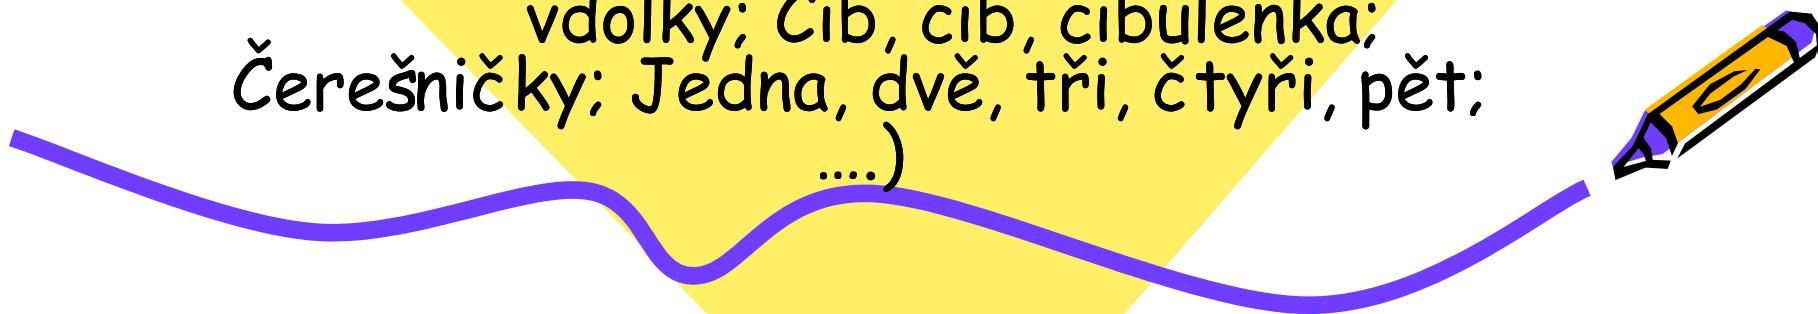 vdolky; Cib, cib, cibulenka;
Čerešničky; Jedna, dvě, tři, čtyři, pět;
....)